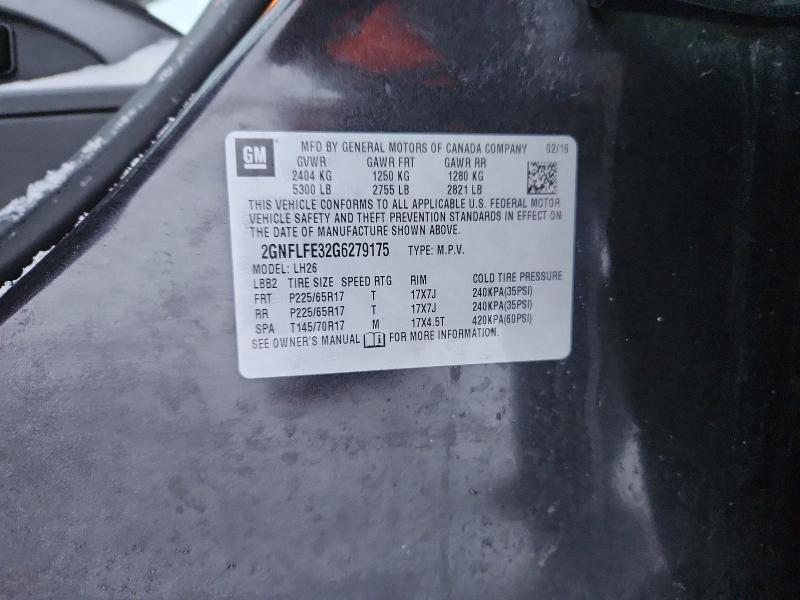 GM
MFD BY GENERAL MOTORS OF CANADA COMPANY 02/16
GVWR GAWR FRT GAWR RR
2404 KG 1250 KG 1280 KG
5300 LB 2755 LB 2821 LB
THIS VEHICLE CONFORMS TO ALL APPLICABLE U.S. FEDERAL MOTOR
VEHICLE SAFETY AND THEFT PREVENTION STANDARDS IN EFFECT ON
THE DATE OF MANUFACTURE SHOWN ABOVE.
2GNFLFE32G6279175 TYPE: M.P.V.
MODEL: LH26
LBB2 TIRE SIZE SPEED RTG RIM COLD TIRE PRESSURE
FRT P225/65R17 T 17X7J 240KPA(35PSI)
RR P225/65R17 T 17X7J 240KPA(35PSI)
SPA T145/70R17 M 17X4.5T 420KPA(60PSI)
SEE OWNER'S MANUAL FOR MORE INFORMATION.